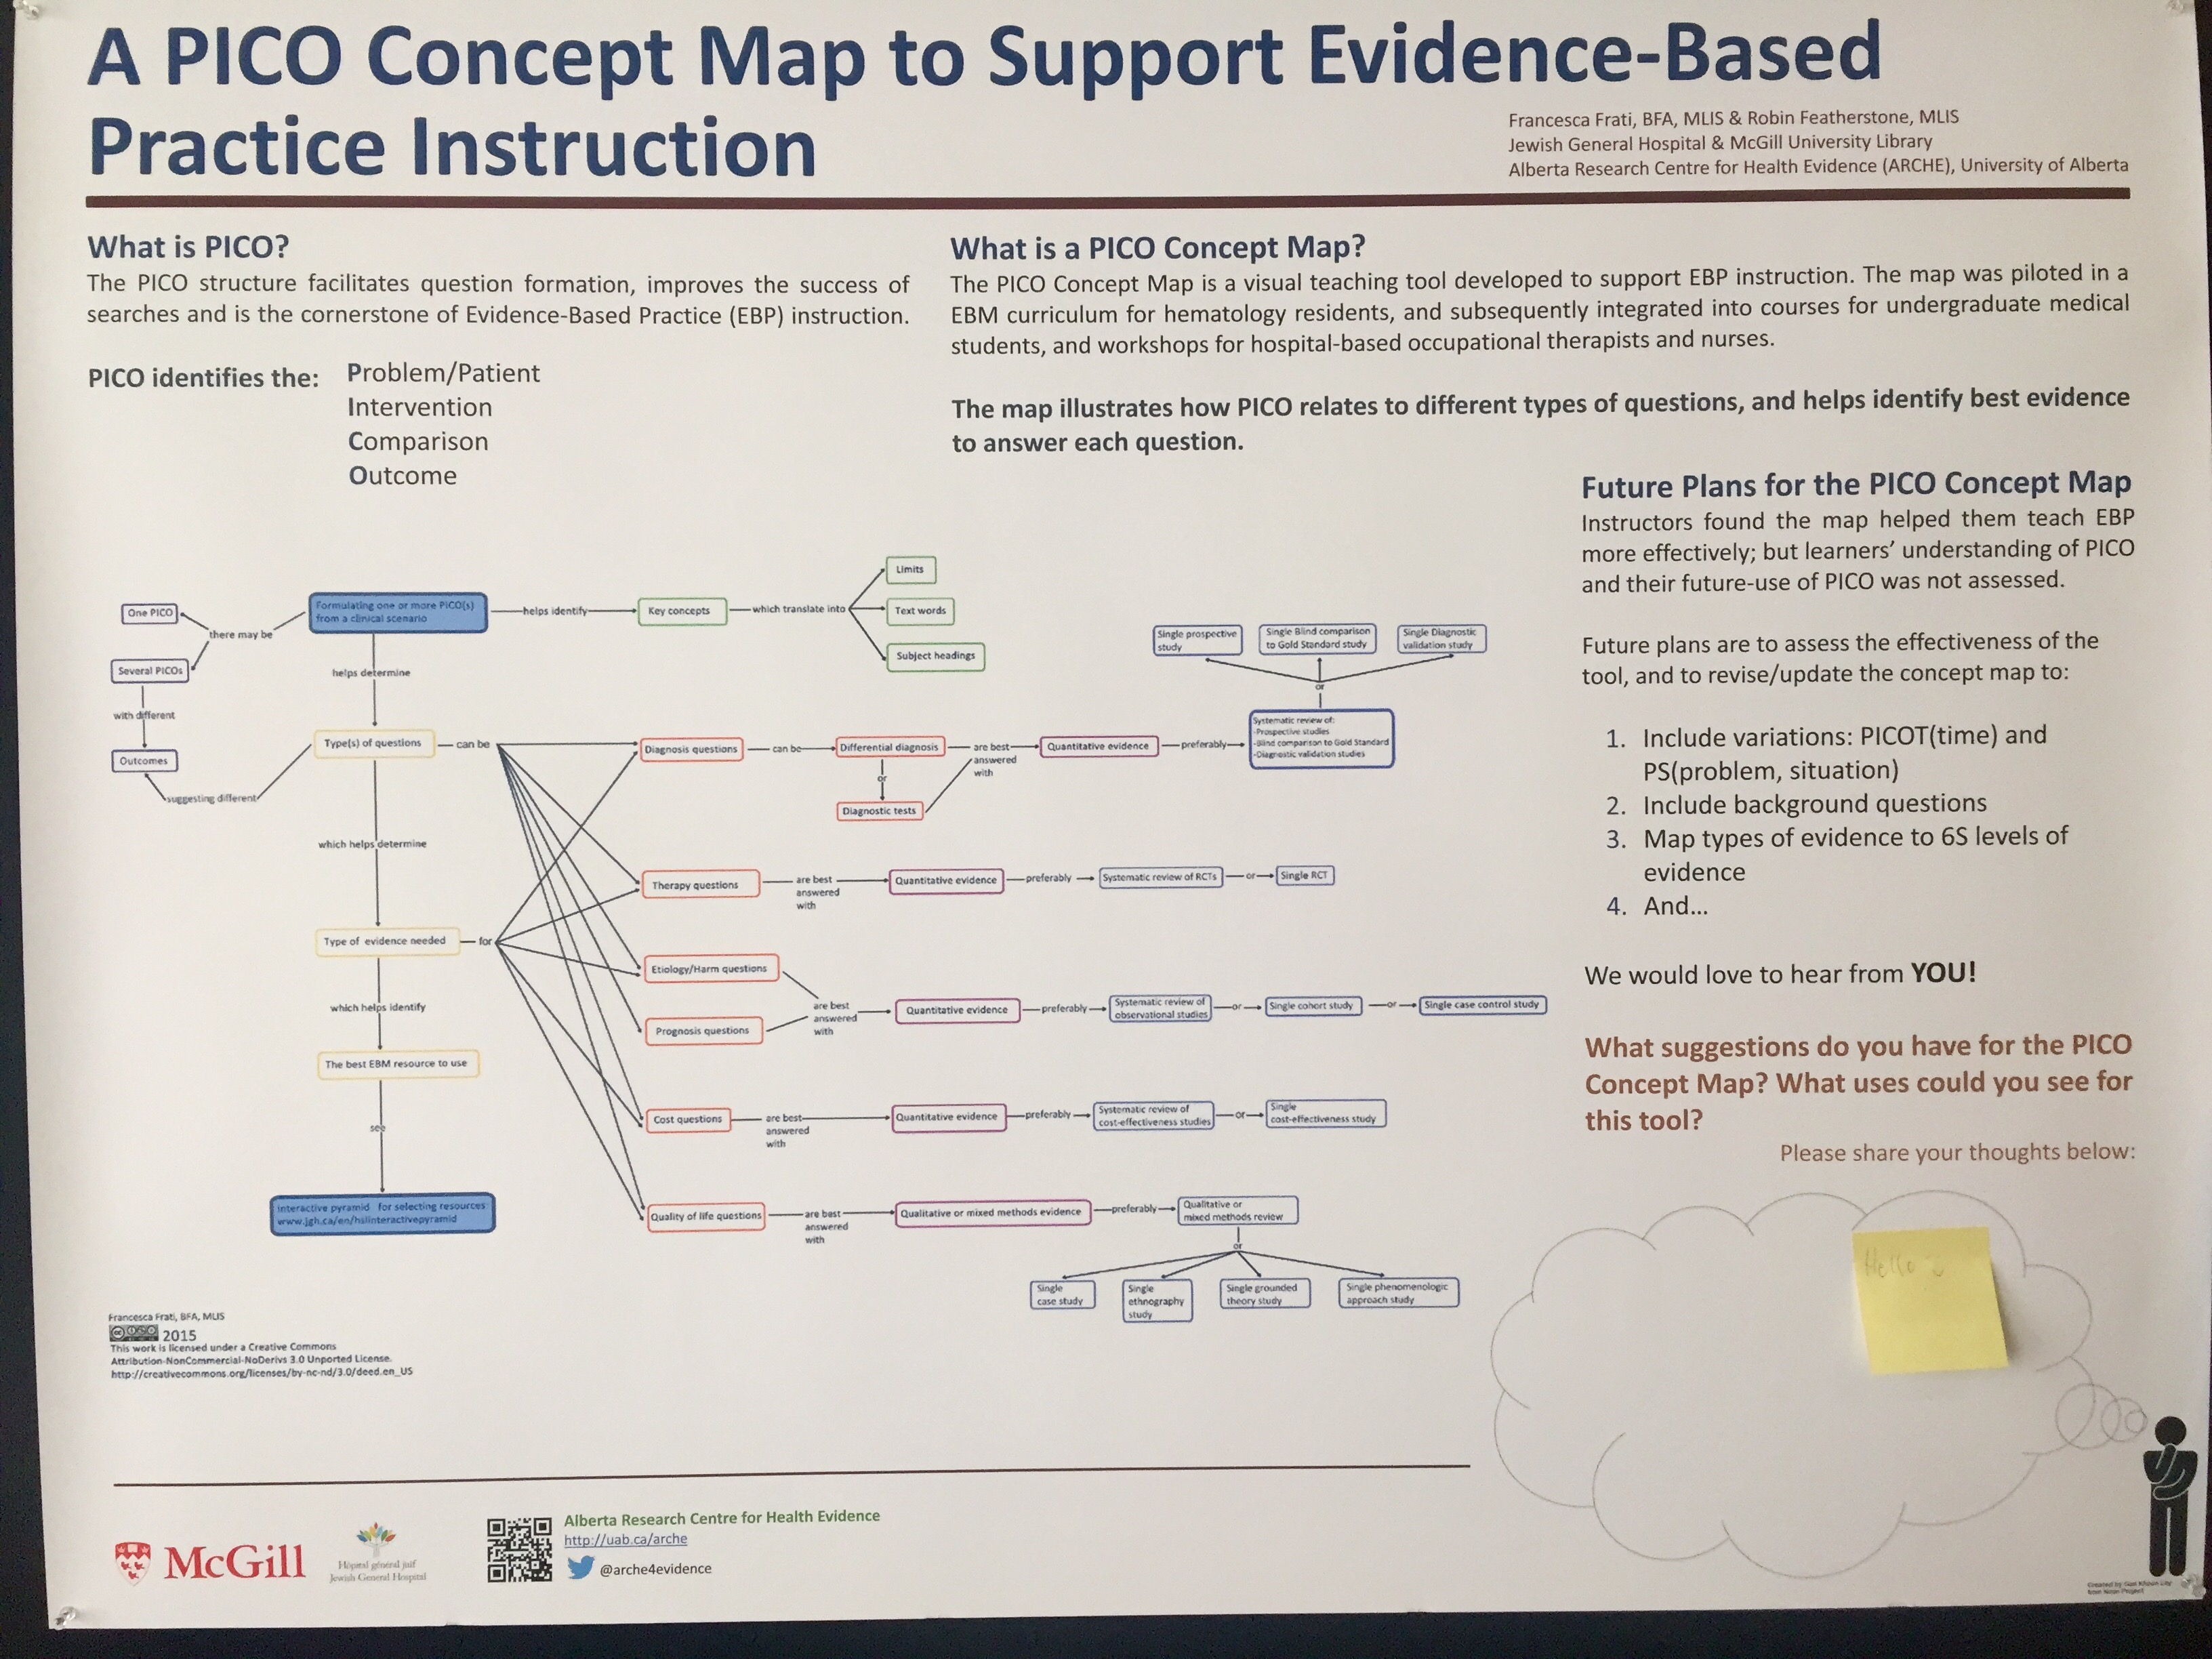 A PICO Concept Map to Support Evidence-Based
Practice Instruction
Francesca Frati, BFA, MLIS & Robin Featherstone, MLIS
Jewish General Hospital & McGill University Library
Alberta Research Centre for Health Evidence (ARCHE), University of Alberta
What is PICO?
The PICO structure facilitates question formation, improves the success of
searches and is the cornerstone of Evidence-Based Practice (EBP) instruction.
PICO identifies the:
Problem/Patient
Intervention
Comparison
Outcome
What is a PICO Concept Map?
The PICO Concept Map is a visual teaching tool developed to support EBP instruction. The map was piloted in a
EBM curriculum for hematology residents, and subsequently integrated into courses for undergraduate medical
students, and workshops for hospital-based occupational therapists and nurses.
The map illustrates how PICO relates to different types of questions, and helps identify best evidence
to answer each question.
One PICO
there may be
Several PICOs
with different
Outcomes
suggesting different
Formulating one or more PICO(s)
from a clinical scenario
helps identify
Key concepts
which translate into
Limits
Text words
Subject headings
helps determine
Type(s) of questions
can be
which helps determine
Type of evidence needed
for
which helps identify
The best EBM resource to use
see
Interactive pyramid for selecting resources
www.jgh.ca/en/hslinteractivepyramid
Diagnosis questions
can be
Differential diagnosis
or
Diagnostic tests
are best
answered
with
Quantitative evidence
preferably
Systematic review of:
-Prospective studies
-Blind comparison to Gold Standard
-Diagnostic validation studies
or
Single prospective
study
Single Blind comparison
to Gold Standard study
Single Diagnostic
validation study
Therapy questions
are best
answered
with
Quantitative evidence
preferably
Systematic review of RCTs
or
Single RCT
Etiology/Harm questions
Prognosis questions
are best
answered
with
Quantitative evidence
preferably
Systematic review of
observational studies
or
Single cohort study
or
Single case control study
Cost questions
are best
answered
with
Quantitative evidence
preferably
Systematic review of
cost-effectiveness studies
or
Single
cost-effectiveness study
Quality of life questions
are best
answered
with
Qualitative or mixed methods evidence
preferably
Qualitative or
mixed methods review
or
Single
case study
Single
ethnography
study
Single grounded
theory study
Single phenomenologic
approach study
Future Plans for the PICO Concept Map
Instructors found the map helped them teach EBP
more effectively; but learners' understanding of PICO
and their future-use of PICO was not assessed.
Future plans are to assess the effectiveness of the
tool, and to revise/update the concept map to:
1. Include variations: PICOT(time) and
PS(problem, situation)
2. Include background questions
3. Map types of evidence to 6S levels of
evidence
4. And...
We would love to hear from YOU!
What suggestions do you have for the PICO
Concept Map? What uses could you see for
this tool?
Please share your thoughts below:
Hello
Francesca Frati, BFA, MLIS
2015
This work is licensed under a Creative Commons
Attribution-NonCommercial-NoDerivs 3.0 Unported License.
http://creativecommons.org/licenses/by-nc-nd/3.0/deed.en_US
McGill
Hôpital général juif
Jewish General Hospital
Alberta Research Centre for Health Evidence
http://uab.ca/arche
@arche4evidence
from Noun Project